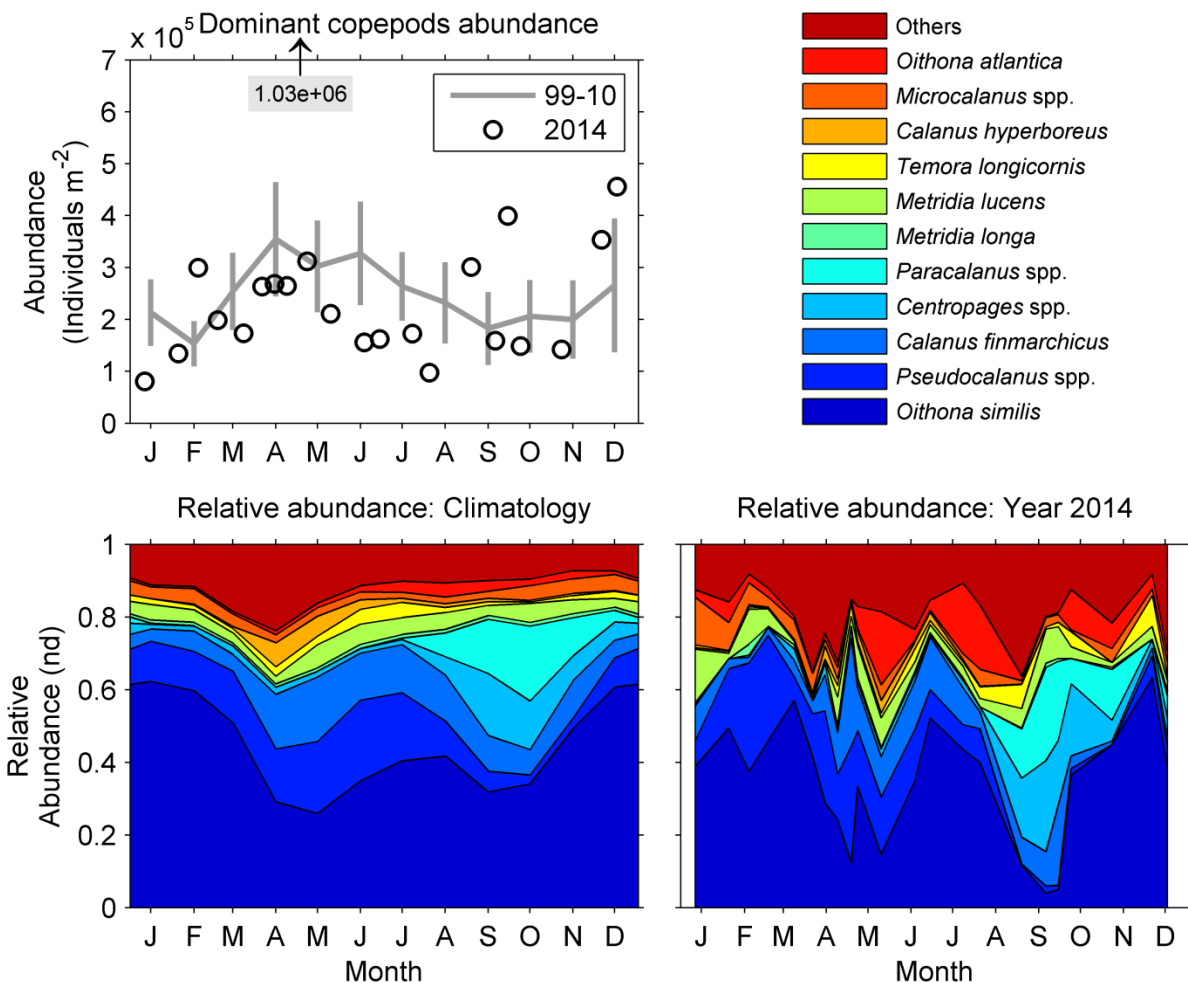 Dominant copepods abundance
x 10^5
7
6
5
4
3
2
1
0
Abundance
(Individuals m^-2)
1.03e+06
99-10
2014
J F M A M J J A S O N D
Others
Oithona atlantica
Microcalanus spp.
Calanus hyperboreus
Temora longicornis
Metridia lucens
Metridia longa
Paracalanus spp.
Centropages spp.
Calanus finmarchicus
Pseudocalanus spp.
Oithona similis
Relative abundance: Climatology
1
0.8
0.6
0.4
0.2
0
Relative
Abundance (nd)
J F M A M J J A S O N D
Month
Relative abundance: Year 2014
J F M A M J J A S O N D
Month